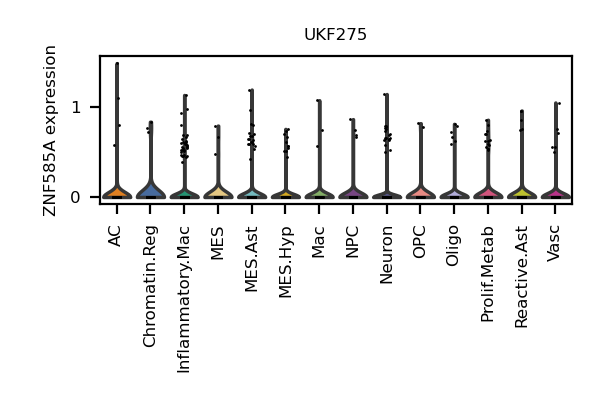 UKF275
ZNF585A expression
1
0
AC
Chromatin.Reg
Inflammatory.Mac
MES
MES.Ast
MES.Hyp
Mac
NPC
Neuron
OPC
Oligo
Prolif.Metab
Reactive.Ast
Vasc